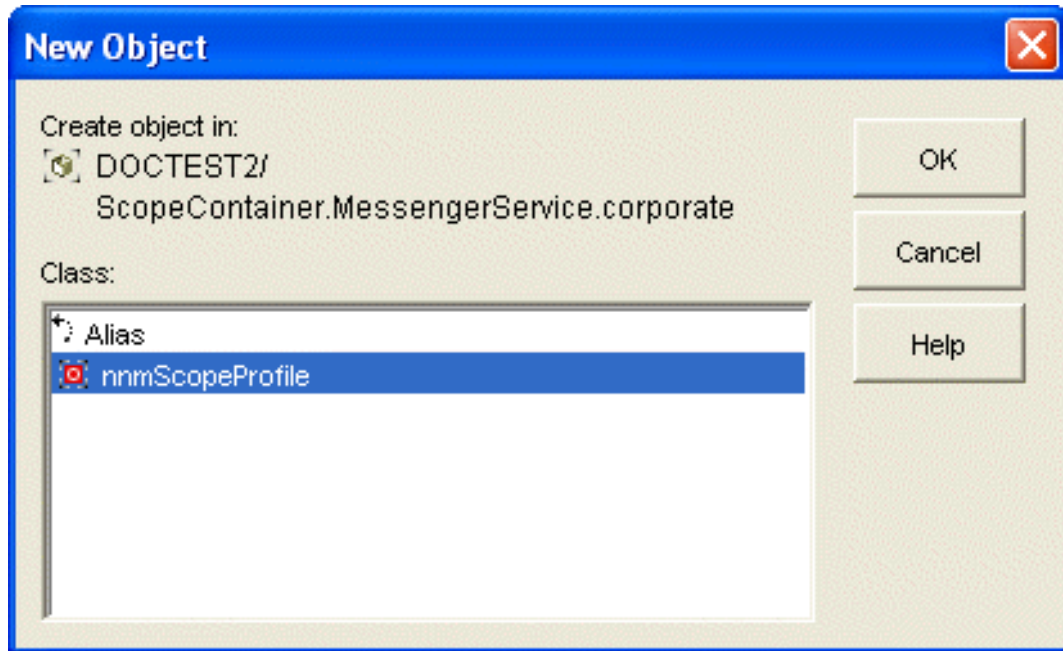 New Object
Create object in:
DOCTEST2/
ScopeContainer.MessengerService.corporate
Class:
Alias
nnmScopeProfile
OK
Cancel
Help